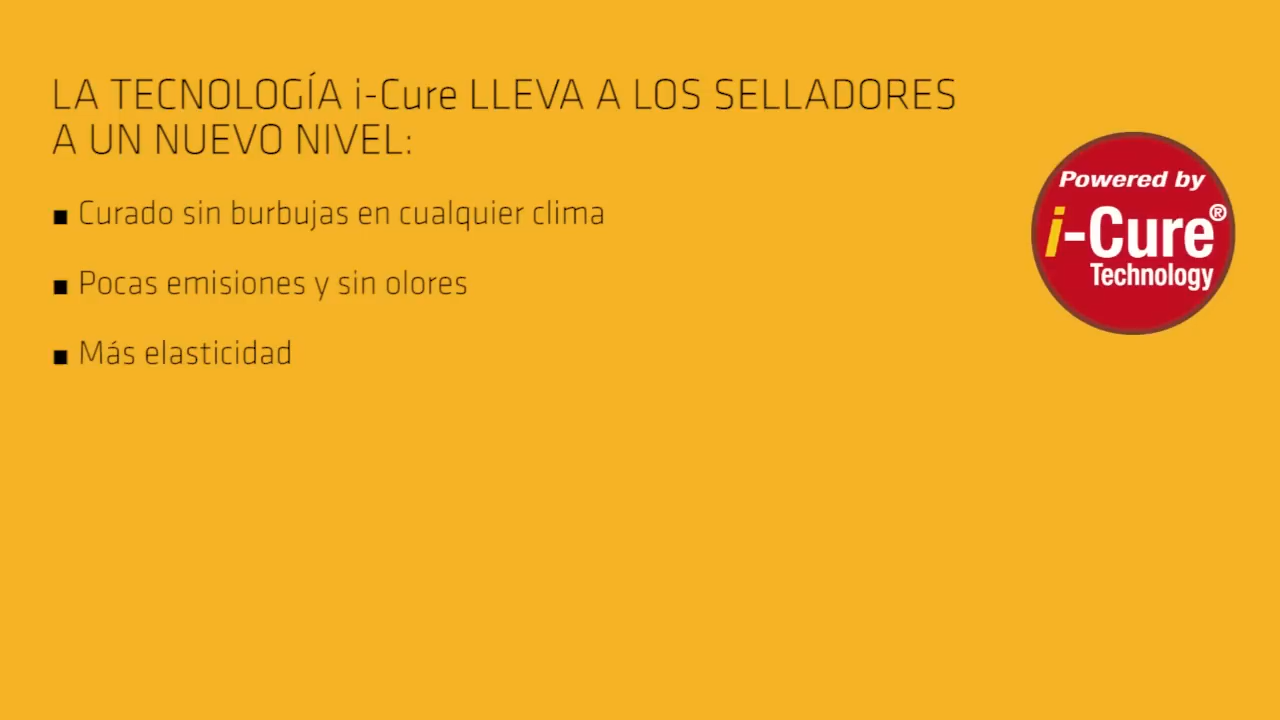 LA TECNOLOGÍA i-Cure LLEVA A LOS SELLADORES
A UN NUEVO NIVEL:
▪ Curado sin burbujas en cualquier clima
▪ Pocas emisiones y sin olores
▪ Más elasticidad
Powered by
i-Cure®
Technology